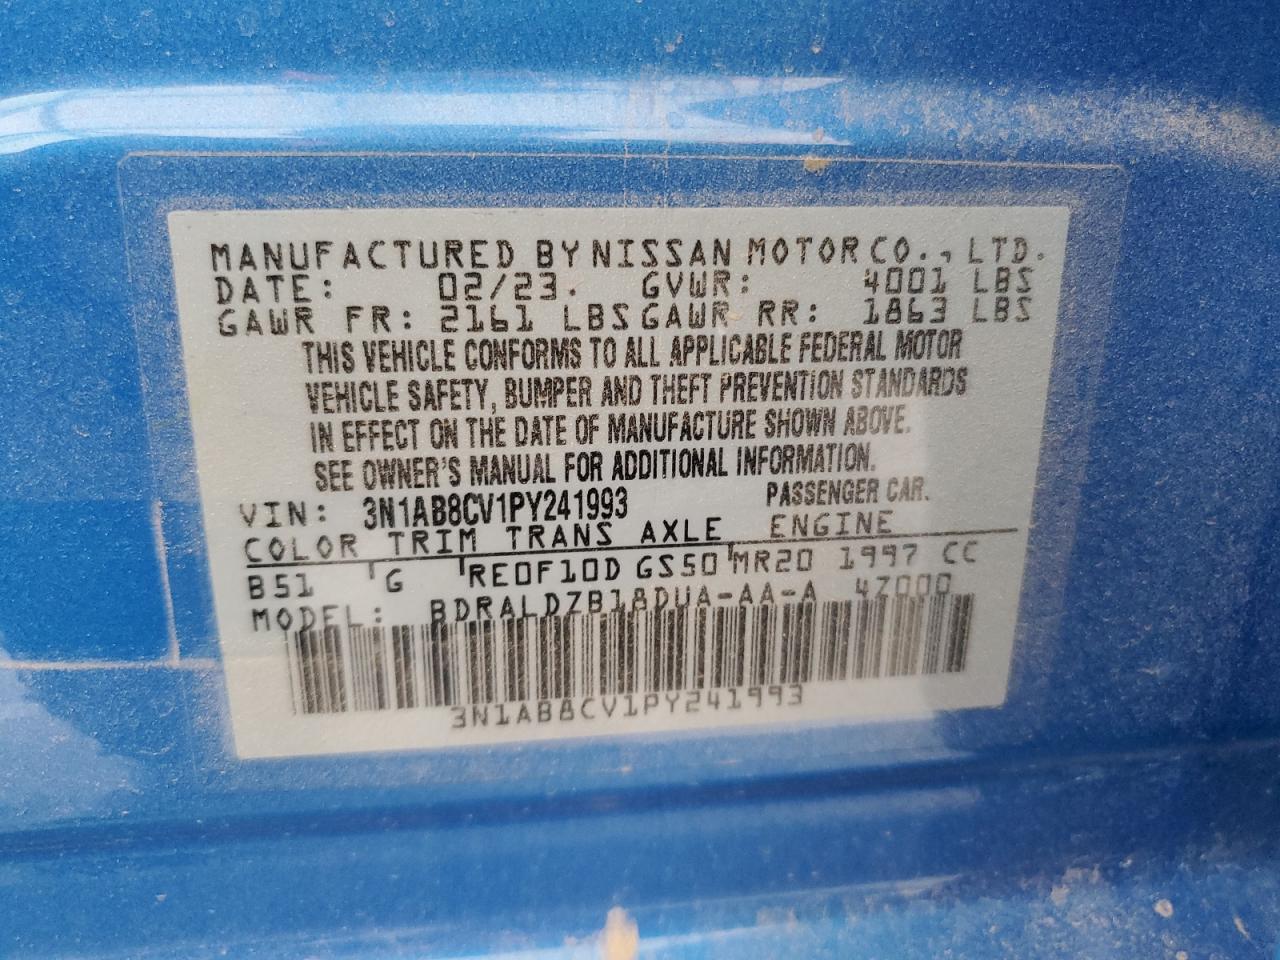 MANUFACTURED BY NISSAN MOTOR CO., LTD.
DATE: 02/23. GVWR: 4001 LBS
GAWR FR: 2161 LBS GAWR RR: 1863 LBS
THIS VEHICLE CONFORMS TO ALL APPLICABLE FEDERAL MOTOR
VEHICLE SAFETY, BUMPER AND THEFT PREVENTION STANDARDS
IN EFFECT ON THE DATE OF MANUFACTURE SHOWN ABOVE.
SEE OWNER'S MANUAL FOR ADDITIONAL INFORMATION.
VIN: 3N1AB8CV1PY241993 PASSENGER CAR.
COLOR TRIM TRANS AXLE ENGINE
B51 G RE0F10D GS50 MR20 1997 CC
MODEL: BDRALDZB18DUA-AA-A 4Z000
3N1AB8CV1PY241993